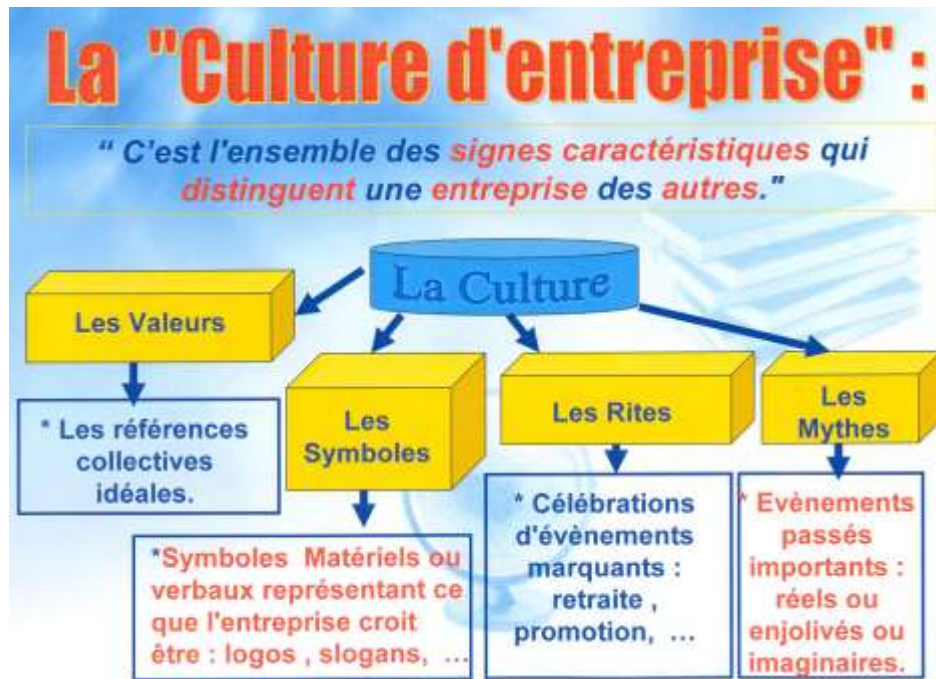 La "Culture d'entreprise" :
“ C'est l'ensemble des signes caractéristiques qui
distinguent une entreprise des autres."
La Culture
Les Valeurs
* Les références
collectives
idéales.
Les
Symboles
*Symboles Matériels ou
verbaux représentant ce
que l'entreprise croit
être : logos , slogans, ...
Les Rites
* Célébrations
d'évènements
marquants :
retraite ,
promotion, ...
Les
Mythes
* Evènements
passés
importants :
réels ou
enjolivés ou
imaginaires.